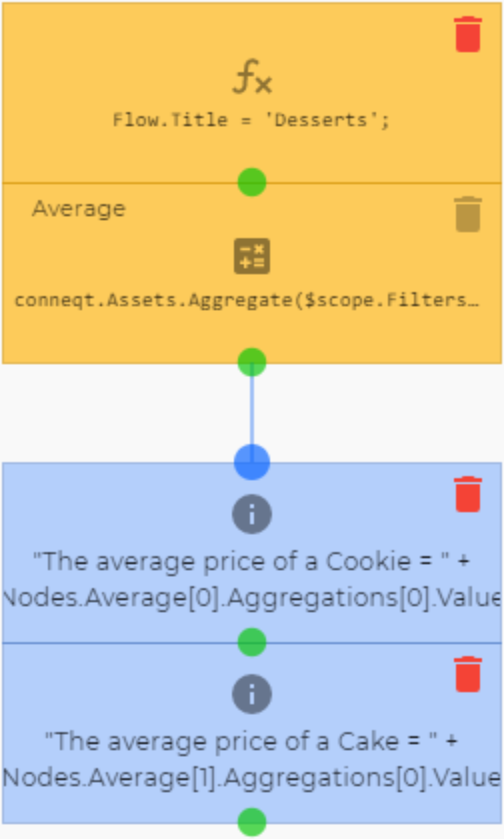 fx
Flow.Title = 'Desserts';
Average
conneqt.Assets.Aggregate($scope.Filters…
"The average price of a Cookie = " +
Nodes.Average[0].Aggregations[0].Value
"The average price of a Cake = " +
Nodes.Average[1].Aggregations[0].Value